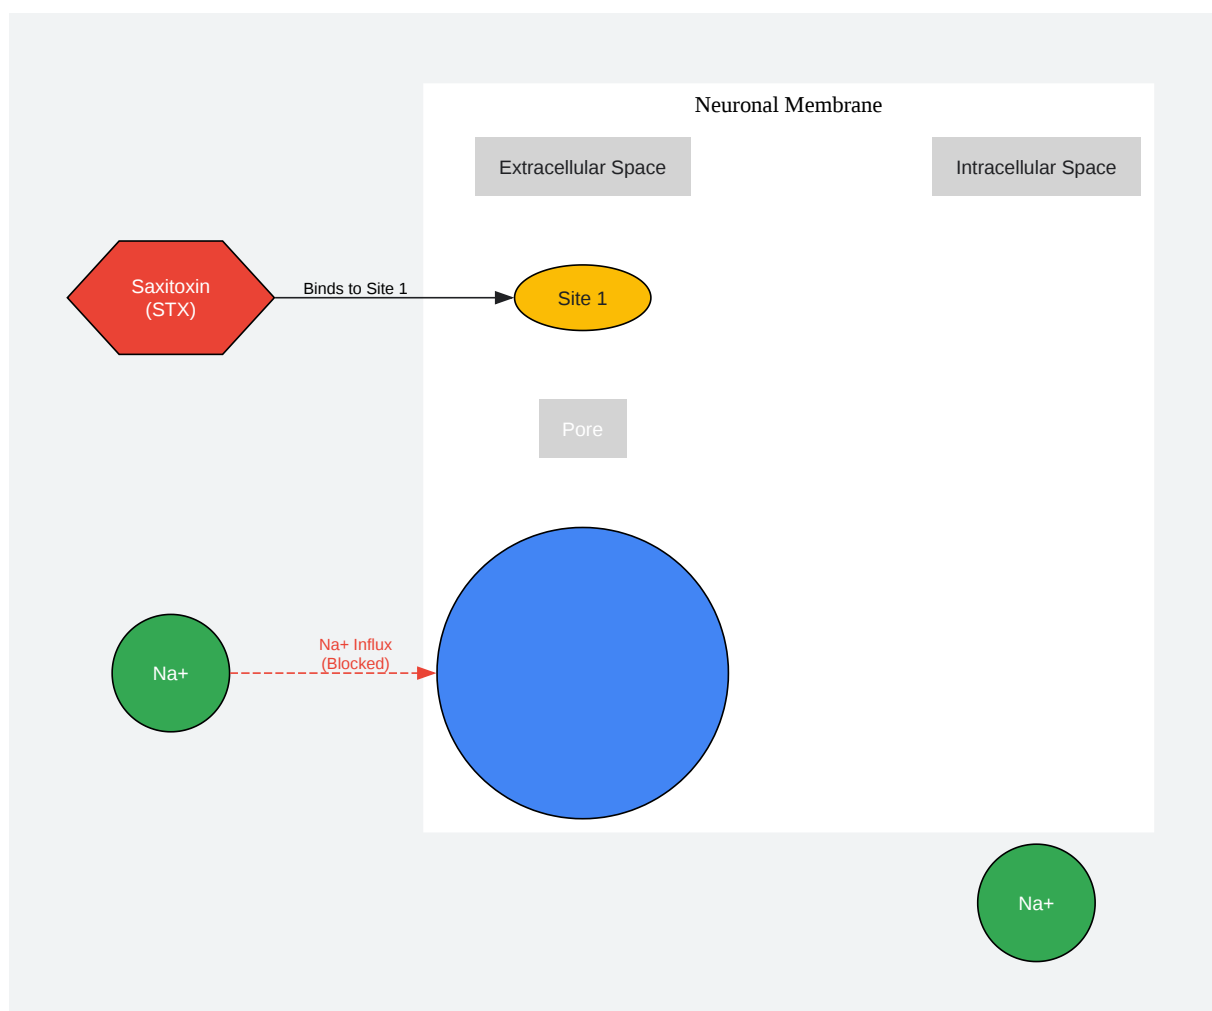 Neuronal Membrane
Extracellular Space
Intracellular Space
Saxitoxin
(STX)
Binds to Site 1
Site 1
Pore
Na+ Influx
(Blocked)
Na+
Na+